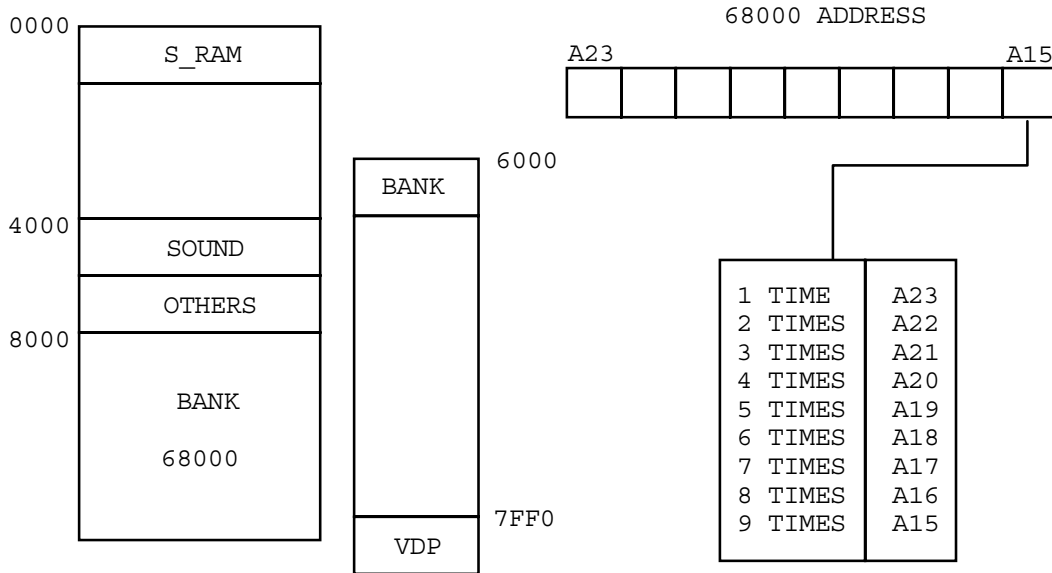 0000
S_RAM
4000
SOUND
OTHERS
8000
BANK
68000
6000
BANK
7FF0
VDP
68000 ADDRESS
A23 A15
1 TIME A23
2 TIMES A22
3 TIMES A21
4 TIMES A20
5 TIMES A19
6 TIMES A18
7 TIMES A17
8 TIMES A16
9 TIMES A15